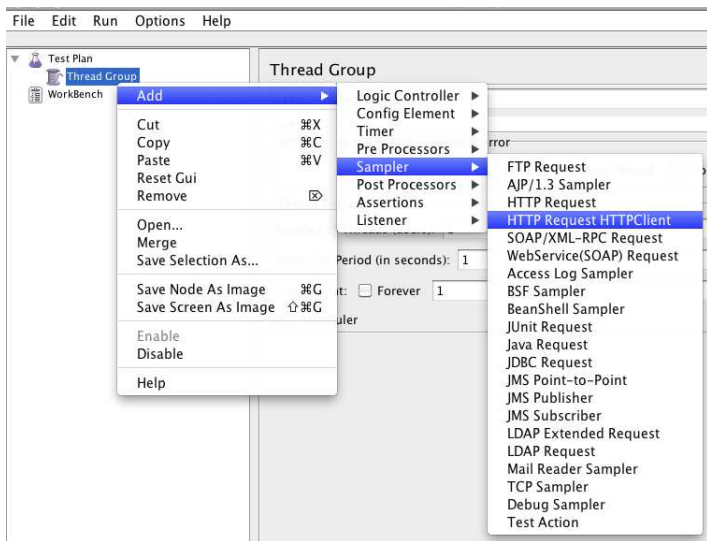 File Edit Run Options Help
Test Plan
Thread Group
WorkBench
Thread Group
Add
Cut ⌘X
Copy ⌘C
Paste ⌘V
Reset Gui
Remove ⌦
Open...
Merge
Save Selection As...
Save Node As Image ⌘G
Save Screen As Image ⇧⌘G
Enable
Disable
Help
Logic Controller
Config Element
Timer
Pre Processors
Sampler
Post Processors
Assertions
Listener
rror
Period (in seconds): 1
t: Forever 1
uler
FTP Request
AJP/1.3 Sampler
HTTP Request
HTTP Request HTTPClient
SOAP/XML-RPC Request
WebService(SOAP) Request
Access Log Sampler
BSF Sampler
BeanShell Sampler
JUnit Request
Java Request
JDBC Request
JMS Point-to-Point
JMS Publisher
JMS Subscriber
LDAP Extended Request
LDAP Request
Mail Reader Sampler
TCP Sampler
Debug Sampler
Test Action